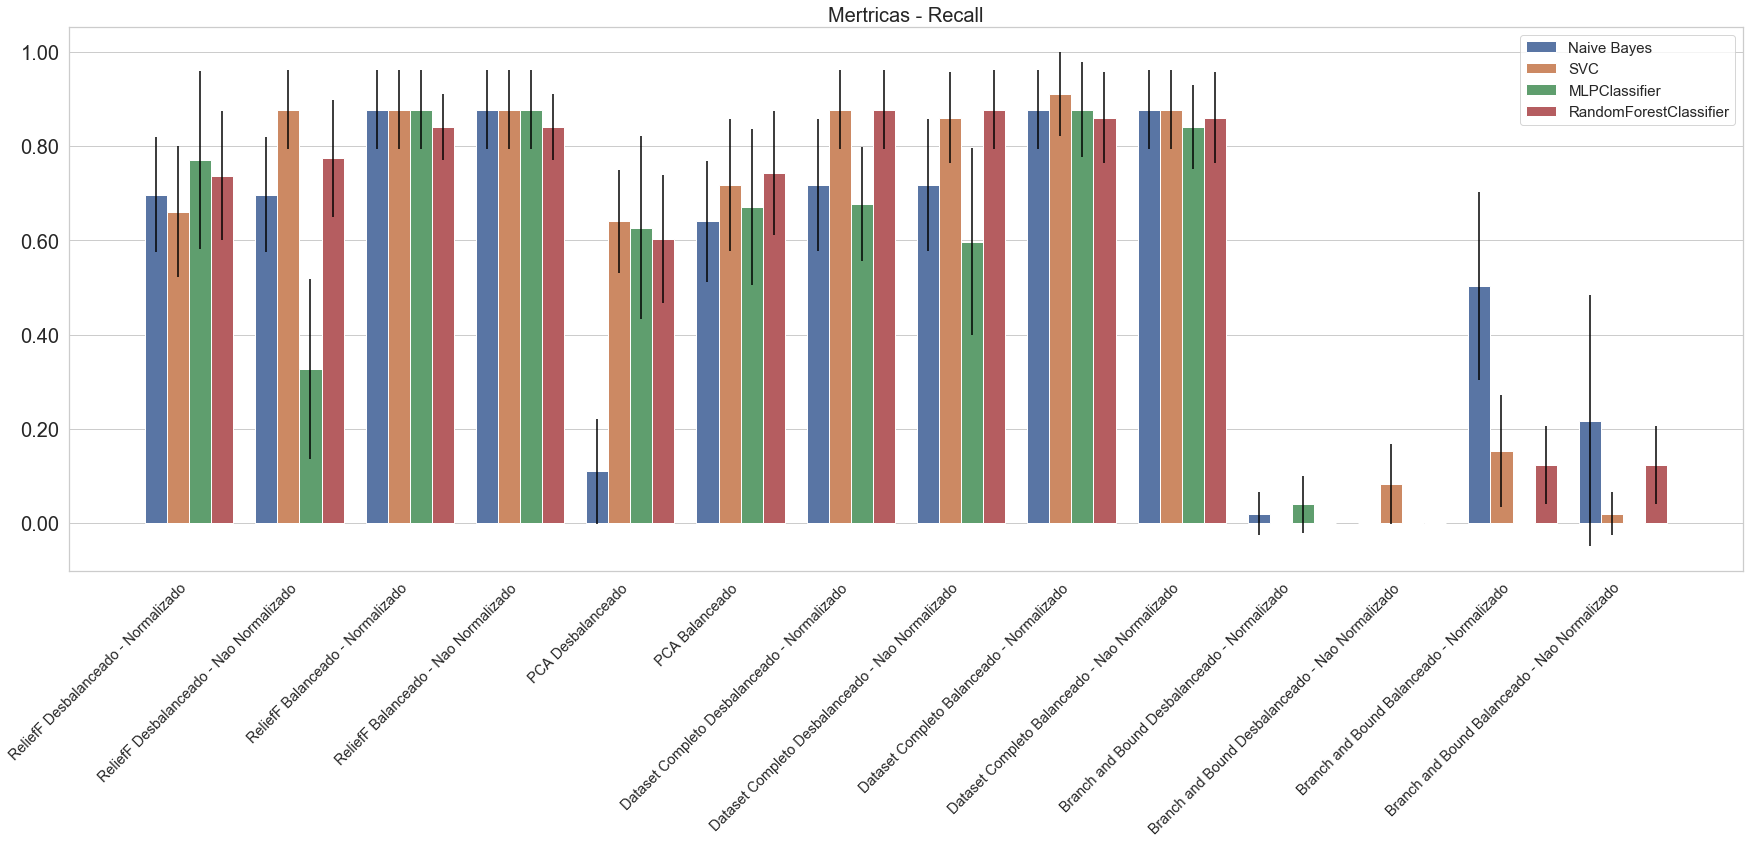 Mertricas - Recall
1.00
0.80
0.60
0.40
0.20
0.00
Naive Bayes
SVC
MLPClassifier
RandomForestClassifier
ReliefF Desbalanceado - Normalizado
ReliefF Desbalanceado - Nao Normalizado
ReliefF Balanceado - Normalizado
ReliefF Balanceado - Nao Normalizado
PCA Desbalanceado
PCA Balanceado
Dataset Completo Desbalanceado - Normalizado
Dataset Completo Desbalanceado - Nao Normalizado
Dataset Completo Balanceado - Normalizado
Dataset Completo Balanceado - Nao Normalizado
Branch and Bound Desbalanceado - Normalizado
Branch and Bound Desbalanceado - Nao Normalizado
Branch and Bound Balanceado - Normalizado
Branch and Bound Balanceado - Nao Normalizado